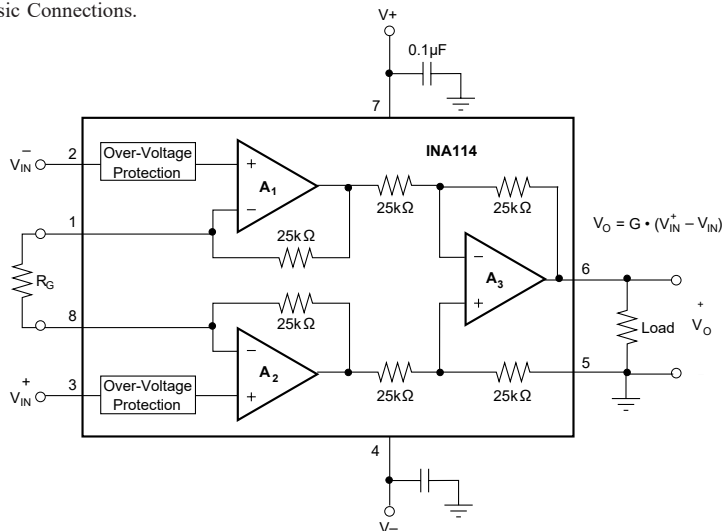 sic Connections.
V+
0.1µF
7
INA114
V⁻IN
2
Over-Voltage
Protection
+
A1
–
25kΩ
25kΩ
25kΩ
VO = G • (V⁺IN – VIN)
1
RG
8
–
A3
+
6
Load
+
VO
25kΩ
–
A2
+
25kΩ
25kΩ
5
V⁺IN
3
Over-Voltage
Protection
4
V–